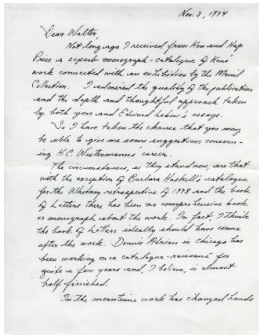 Nov. 3, 1994
Dear Walter,
Not long ago I received from Ken and Hap
Price a superb monograph-catalogue of Ken's
work connected with an exhibition by the Menil
Collection. I admired the quality of the publication
and the depth and thoughtful approach taken
by both your and Edward Lebow's essays.
So I have taken the chance that you may
be able to give me some suggestions concern-
ing H.C. Westermann's career.
The circumstances, as they stand now, are that
with the exception of Barbara Haskell's catalogue
for the Whitney retrospective of 1978 and the book
of Letters there has been no comprehensive book
or monograph about the work. In fact, I think
the book of Letters ideally should have come
after the work. Dennis Adrian in Chicago has
been working on a catalogue-raisonné for
quite a few years and, I believe, is almost
half finished.
In the meantime work has changed hands